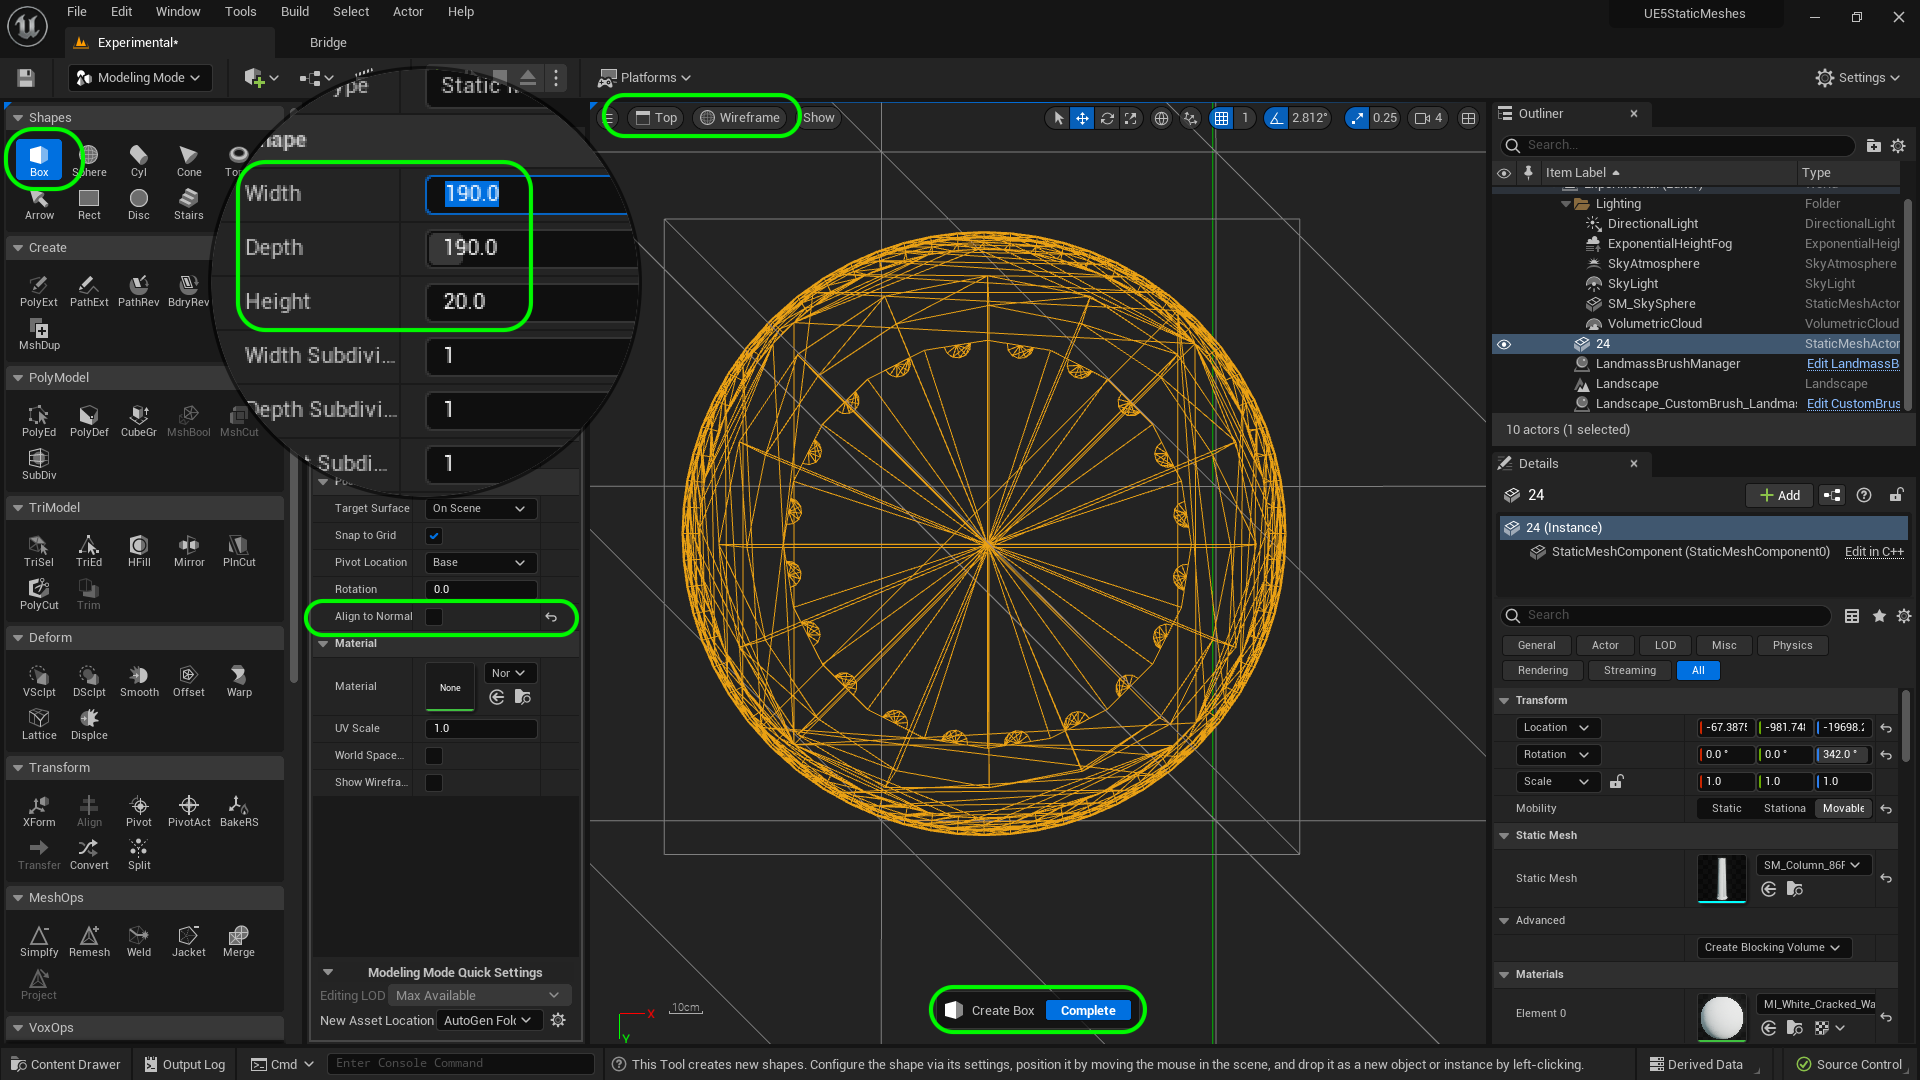 File Edit Window Tools Build Select Actor Help
UE5StaticMeshes
Experimental*
Bridge
Modeling Mode
Platforms
Settings
Shapes
Box Sphere Cyl Cone
Arrow Rect Disc Stairs
Create
PolyExt PathExt PathRev BdryRev
MshDup
PolyModel
PolyEd PolyDef CubeGr MshBool MshCut
SubDiv
TriModel
TriSel TriEd HFill Mirror PlnCut
PolyCut Trim
Deform
VSclpt DSclpt Smooth Offset Warp
Lattice Displce
Transform
XForm Align Pivot PivotAct BakeRS
Transfer Convert Split
MeshOps
Simplfy Remesh Weld Jacket Merge
Project
VoxOps
Width 190.0
Depth 190.0
Height 20.0
Width Subdivi... 1
Depth Subdivi... 1
Subdi... 1
Target Surface On Scene
Snap to Grid
Pivot Location Base
Rotation 0.0
Align to Normal
Material
Material None Nor
UV Scale 1.0
World Space...
Show Wirefra...
Modeling Mode Quick Settings
Editing LOD Max Available
New Asset Location AutoGen Fol
Top Wireframe Show
1 2.812° 0.25 4
X 10cm
Y
Create Box Complete
Outliner
Search...
Item Label Type
Experimental (Editor) World
Lighting Folder
DirectionalLight DirectionalLight
ExponentialHeightFog ExponentialHeigh
SkyAtmosphere SkyAtmosphere
SkyLight SkyLight
SM_SkySphere StaticMeshActor
VolumetricCloud VolumetricCloud
24 StaticMeshActor
LandmassBrushManager Edit LandmassB
Landscape Landscape
Landscape_CustomBrush_Landmas Edit CustomBrus
10 actors (1 selected)
Details
24 Add
24 (Instance)
StaticMeshComponent (StaticMeshComponent0) Edit in C++
Search
General Actor LOD Misc Physics
Rendering Streaming All
Transform
Location -67.3875 -981.748 -19698.2
Rotation 0.0 ° 0.0 ° 342.0 °
Scale 1.0 1.0 1.0
Mobility Static Stationa Movable
Static Mesh
Static Mesh SM_Column_86F
Advanced
Create Blocking Volume
Materials
Element 0 MI_White_Cracked_Wa
Content Drawer Output Log Cmd Enter Console Command
This Tool creates new shapes. Configure the shape via its settings, position it by moving the mouse in the scene, and drop it as a new object or instance by left-clicking.
Derived Data Source Control